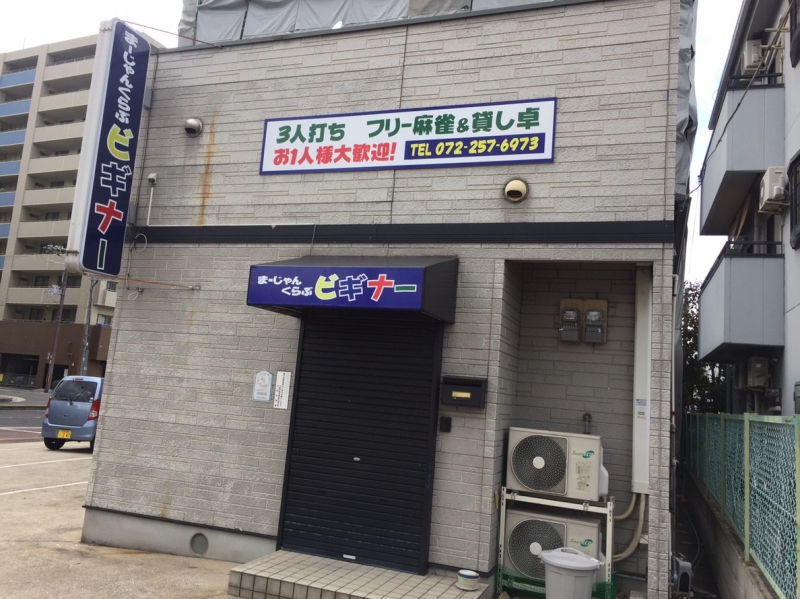 まーじゃんくらぶ ビギナー
3人打ち フリー麻雀&貸し卓
お1人様大歓迎! TEL 072-257-6973
まーじゃん
くらぶ ビギナー